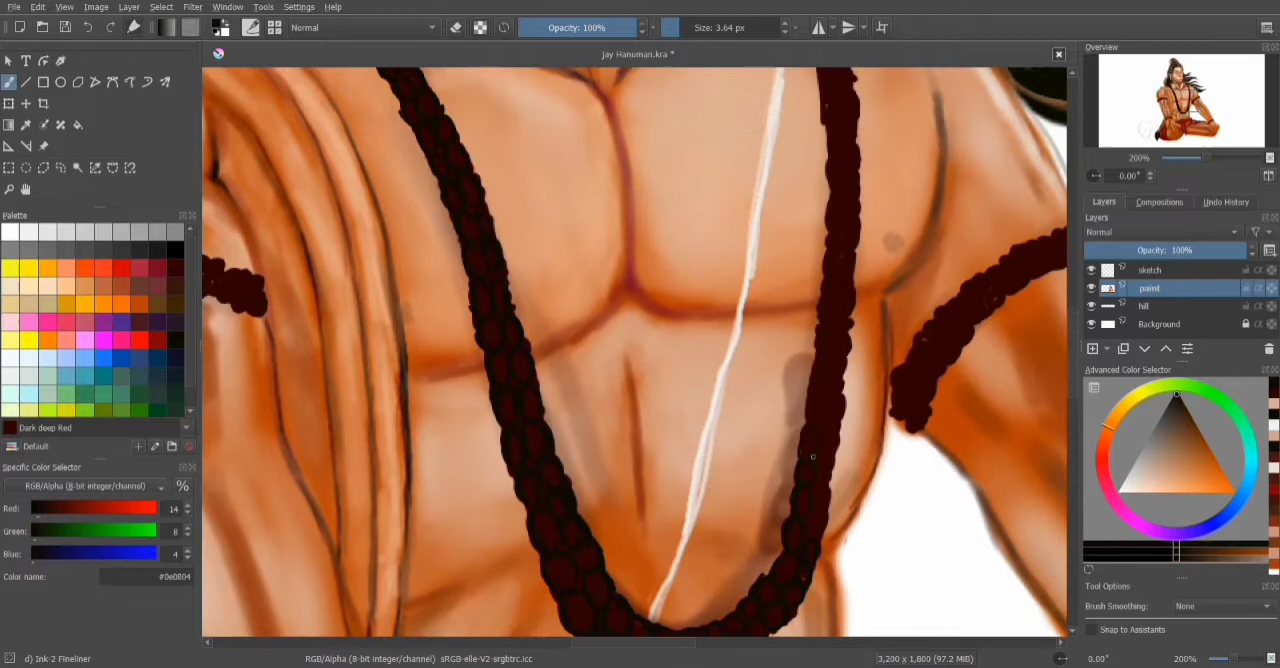 File Edit View Image Layer Select Filter Window Tools Settings Help
Normal Opacity: 100% Size: 3.64 px
Jay Hanuman.kra *
Overview
200%
0.00°
Layers Compositions Undo History
Layers
Normal
Opacity: 100%
sketch
paint
hill
Background
Palette
Dark deep Red
Default
Specific Color Selector
RGB/Alpha (8-bit integer/channel) %
Red: 14
Green: 8
Blue: 4
Color name: #0e0804
Advanced Color Selector
Tool Options
Brush Smoothing: None
Snap to Assistants
d) Ink-2 Fineliner RGB/Alpha (8-bit integer/channel) sRGB-elle-V2-srgbtrc.icc 3,200 x 1,800 (97.2 MiB) 0.00° 200%